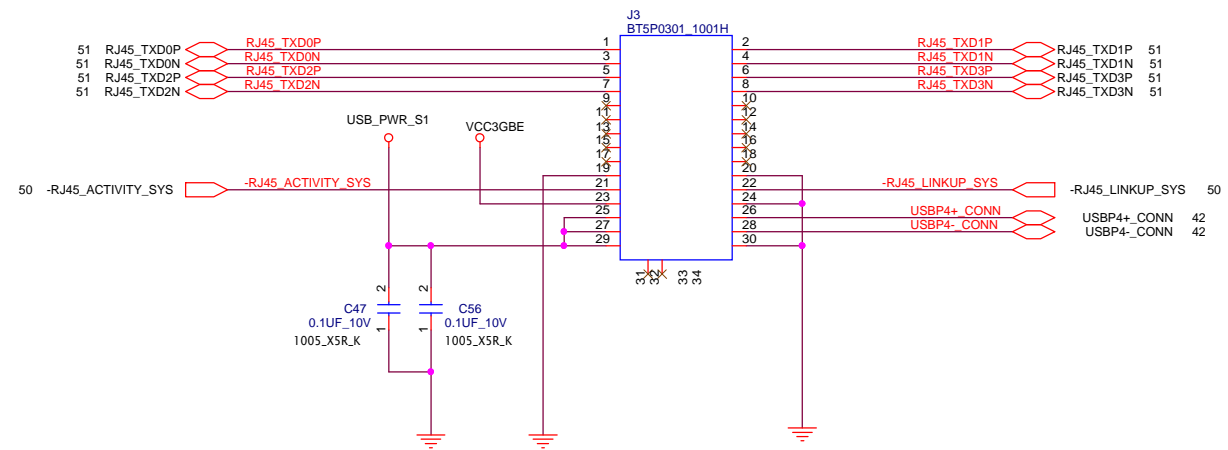 J3
BT5P0301_1001H
51 RJ45_TXD0P RJ45_TXD0P 1 2 RJ45_TXD1P RJ45_TXD1P 51
51 RJ45_TXD0N RJ45_TXD0N 3 4 RJ45_TXD1N RJ45_TXD1N 51
51 RJ45_TXD2P RJ45_TXD2P 5 6 RJ45_TXD3P RJ45_TXD3P 51
51 RJ45_TXD2N RJ45_TXD2N 7 8 RJ45_TXD3N RJ45_TXD3N 51
9 10
11 12
USB_PWR_S1 VCC3GBE 13 14
15 16
17 18
19 20
50 -RJ45_ACTIVITY_SYS -RJ45_ACTIVITY_SYS 21 22 -RJ45_LINKUP_SYS -RJ45_LINKUP_SYS 50
23 24
25 26 USBP4+_CONN USBP4+_CONN 42
27 28 USBP4-_CONN USBP4-_CONN 42
29 30
31 32 33 34
2 2
C47 C56
0.1UF_10V 0.1UF_10V
1 1
1005_X5R_K 1005_X5R_K